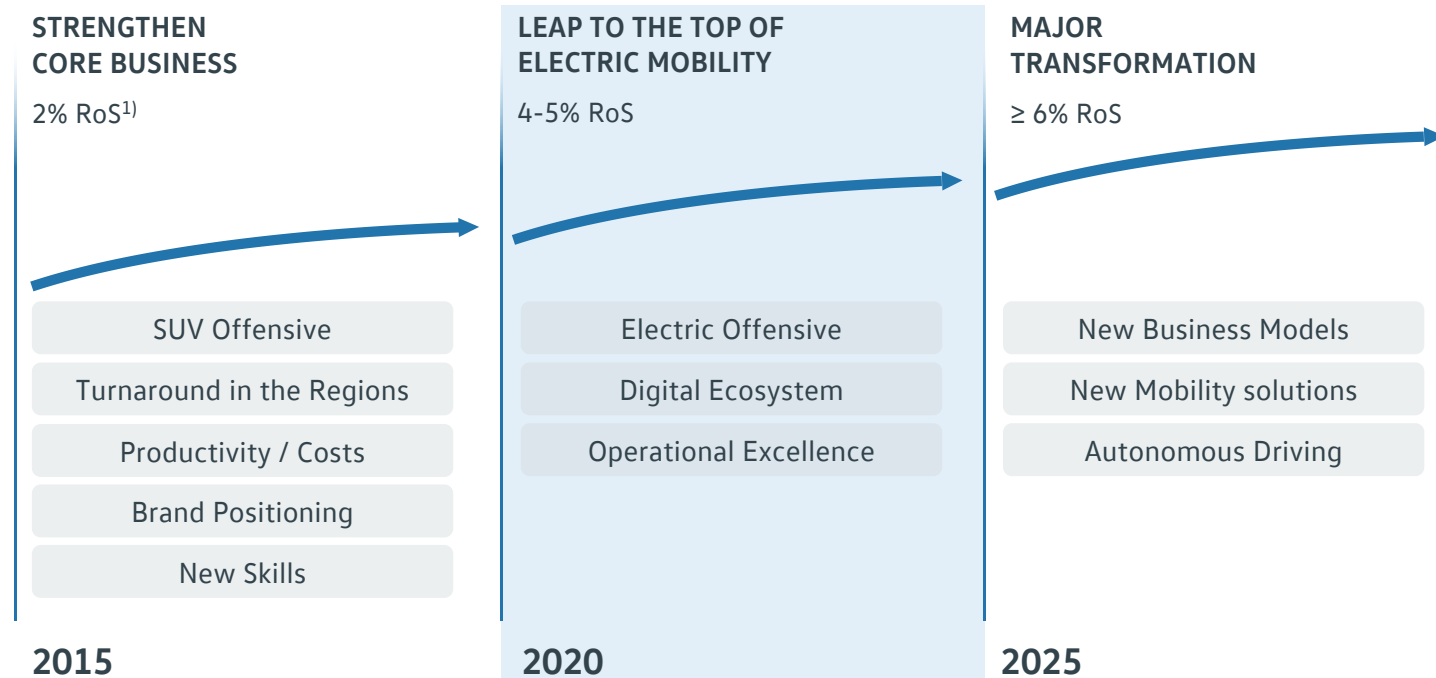 STRENGTHEN
CORE BUSINESS
2% RoS1)
SUV Offensive
Turnaround in the Regions
Productivity / Costs
Brand Positioning
New Skills
2015
LEAP TO THE TOP OF
ELECTRIC MOBILITY
4-5% RoS
Electric Offensive
Digital Ecosystem
Operational Excellence
2020
MAJOR
TRANSFORMATION
≥ 6% RoS
New Business Models
New Mobility solutions
Autonomous Driving
2025